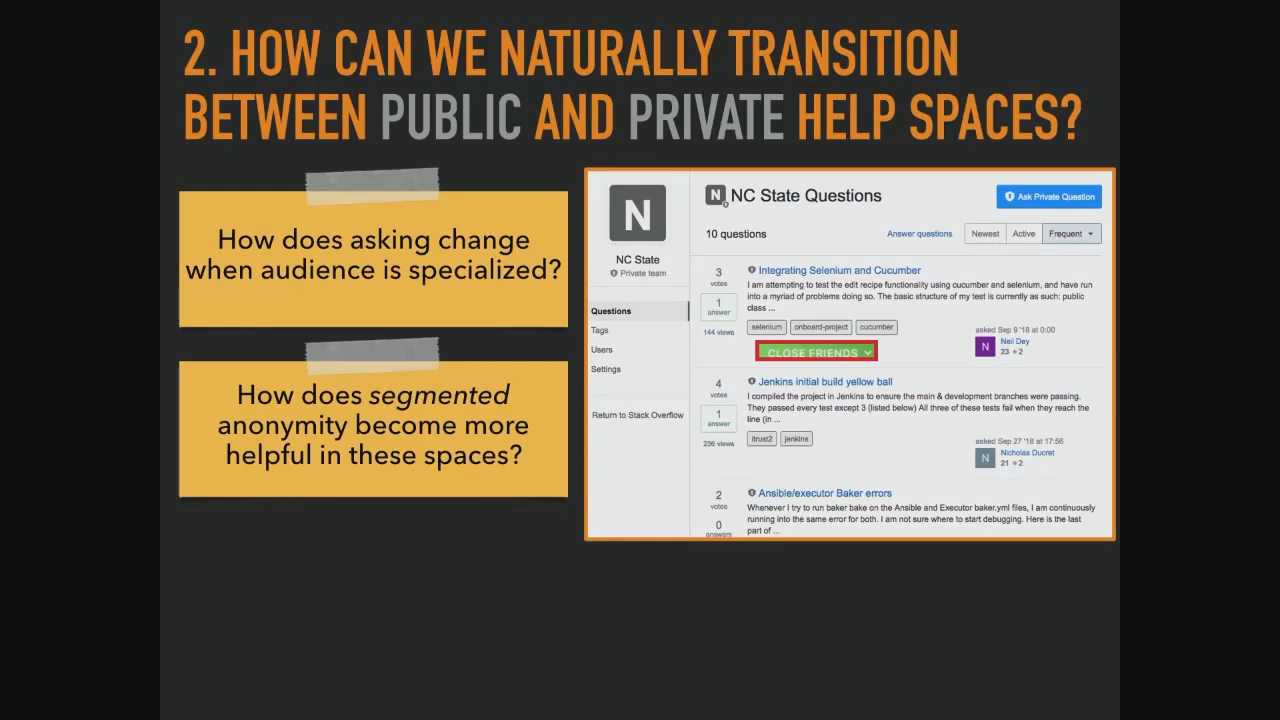 2. HOW CAN WE NATURALLY TRANSITION
BETWEEN PUBLIC AND PRIVATE HELP SPACES?
How does asking change
when audience is specialized?
How does segmented
anonymity become more
helpful in these spaces?
N
NC State
Private team
Questions
Tags
Users
Settings
Return to Stack Overflow
N NC State Questions
Ask Private Question
10 questions
Answer questions
Newest Active Frequent
3
votes
1
answer
144 views
Integrating Selenium and Cucumber
I am attempting to test the edit recipe functionality using cucumber and selenium, and have run
into a myriad of problems doing so. The basic structure of my test is currently as such: public
class ...
selenium onboard-project cucumber
asked Sep 9 '18 at 0:00
N Neil Dey
23 2
CLOSE FRIENDS
4
votes
1
answer
236 views
Jenkins initial build yellow ball
I compiled the project in Jenkins to ensure the main & development branches were passing.
They passed every test except 3 (listed below) All three of these tests fail when they reach the
line (in ...
itrust2 jenkins
asked Sep 27 '18 at 17:56
N Nicholas Ducret
21 2
2
votes
0
answers
Ansible/executor Baker errors
Whenever I try to run baker bake on the Ansible and Executor baker.yml files, I am continuously
running into the same error for both. I am not sure where to start debugging. Here is the last
part of ...